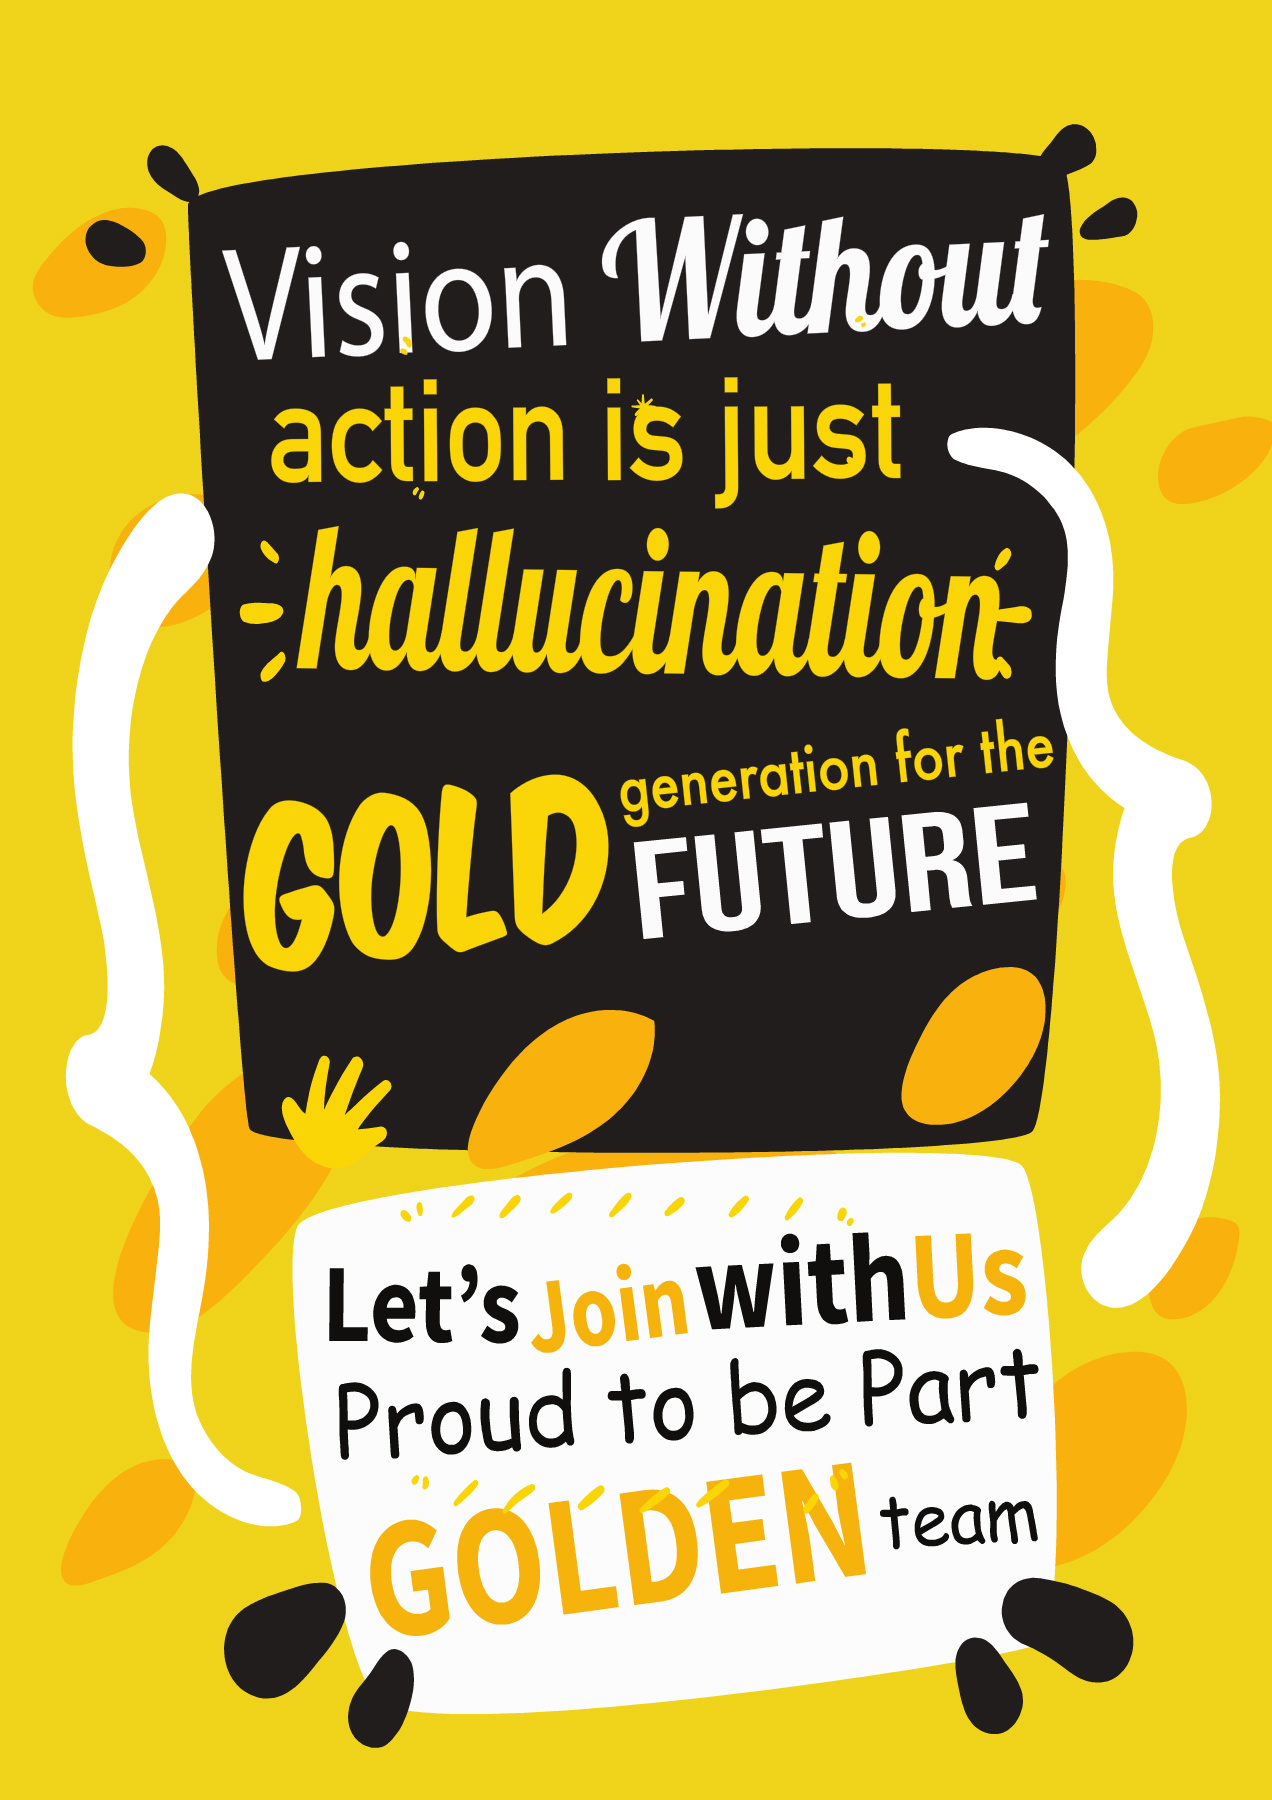 Vision Without
action is just
hallucination
GOLD generation for the
FUTURE
Let's Join with Us
Proud to be Part
GOLDEN team